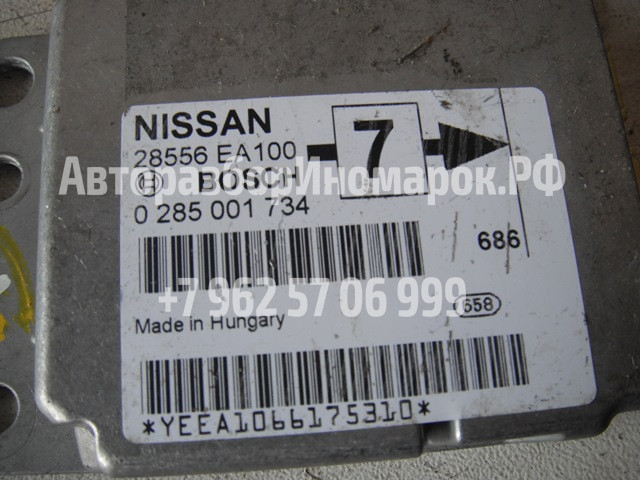 NISSAN
28556 EA100
7
АвторазборИномарок.РФ
BOSCH
0 285 001 734
686
+7 962 57 06 999
658
Made in Hungary
*YEEA1066175310*